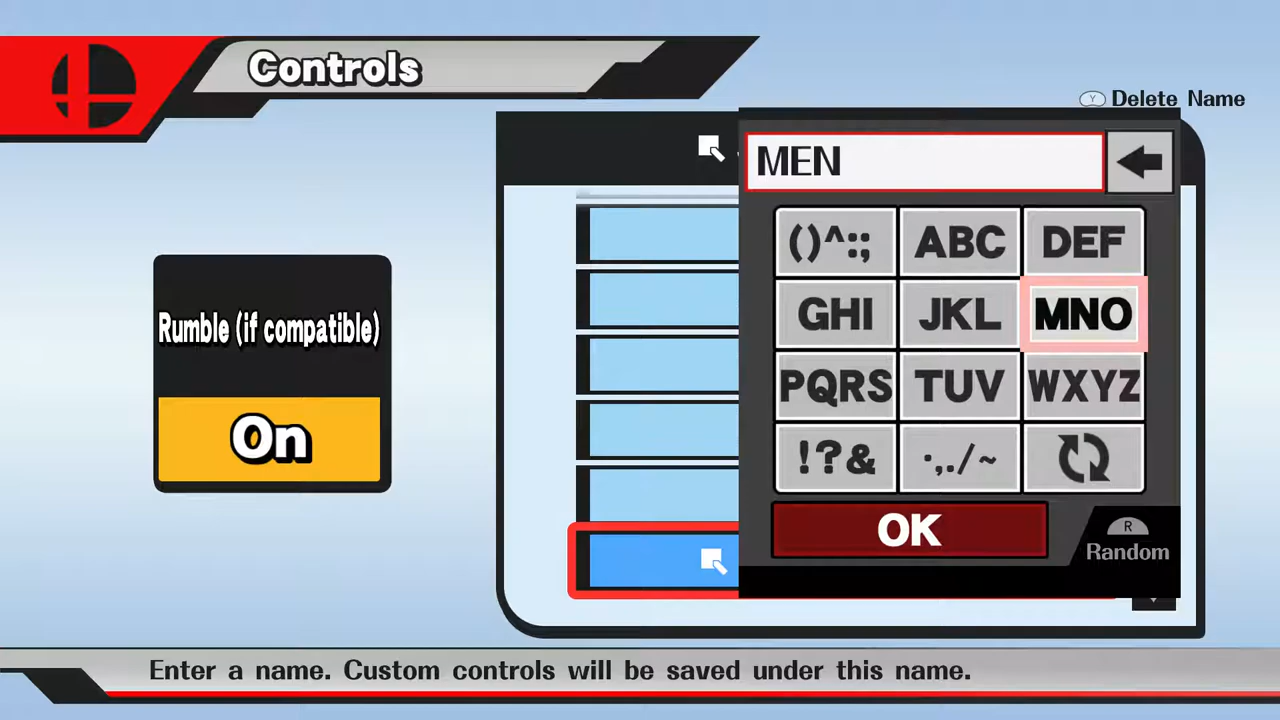 Controls
Y Delete Name
MEN
()^:; ABC DEF
GHI JKL MNO
PQRS TUV WXYZ
!?& ·,./~
OK
R
Random
Rumble (if compatible)
On
Enter a name. Custom controls will be saved under this name.